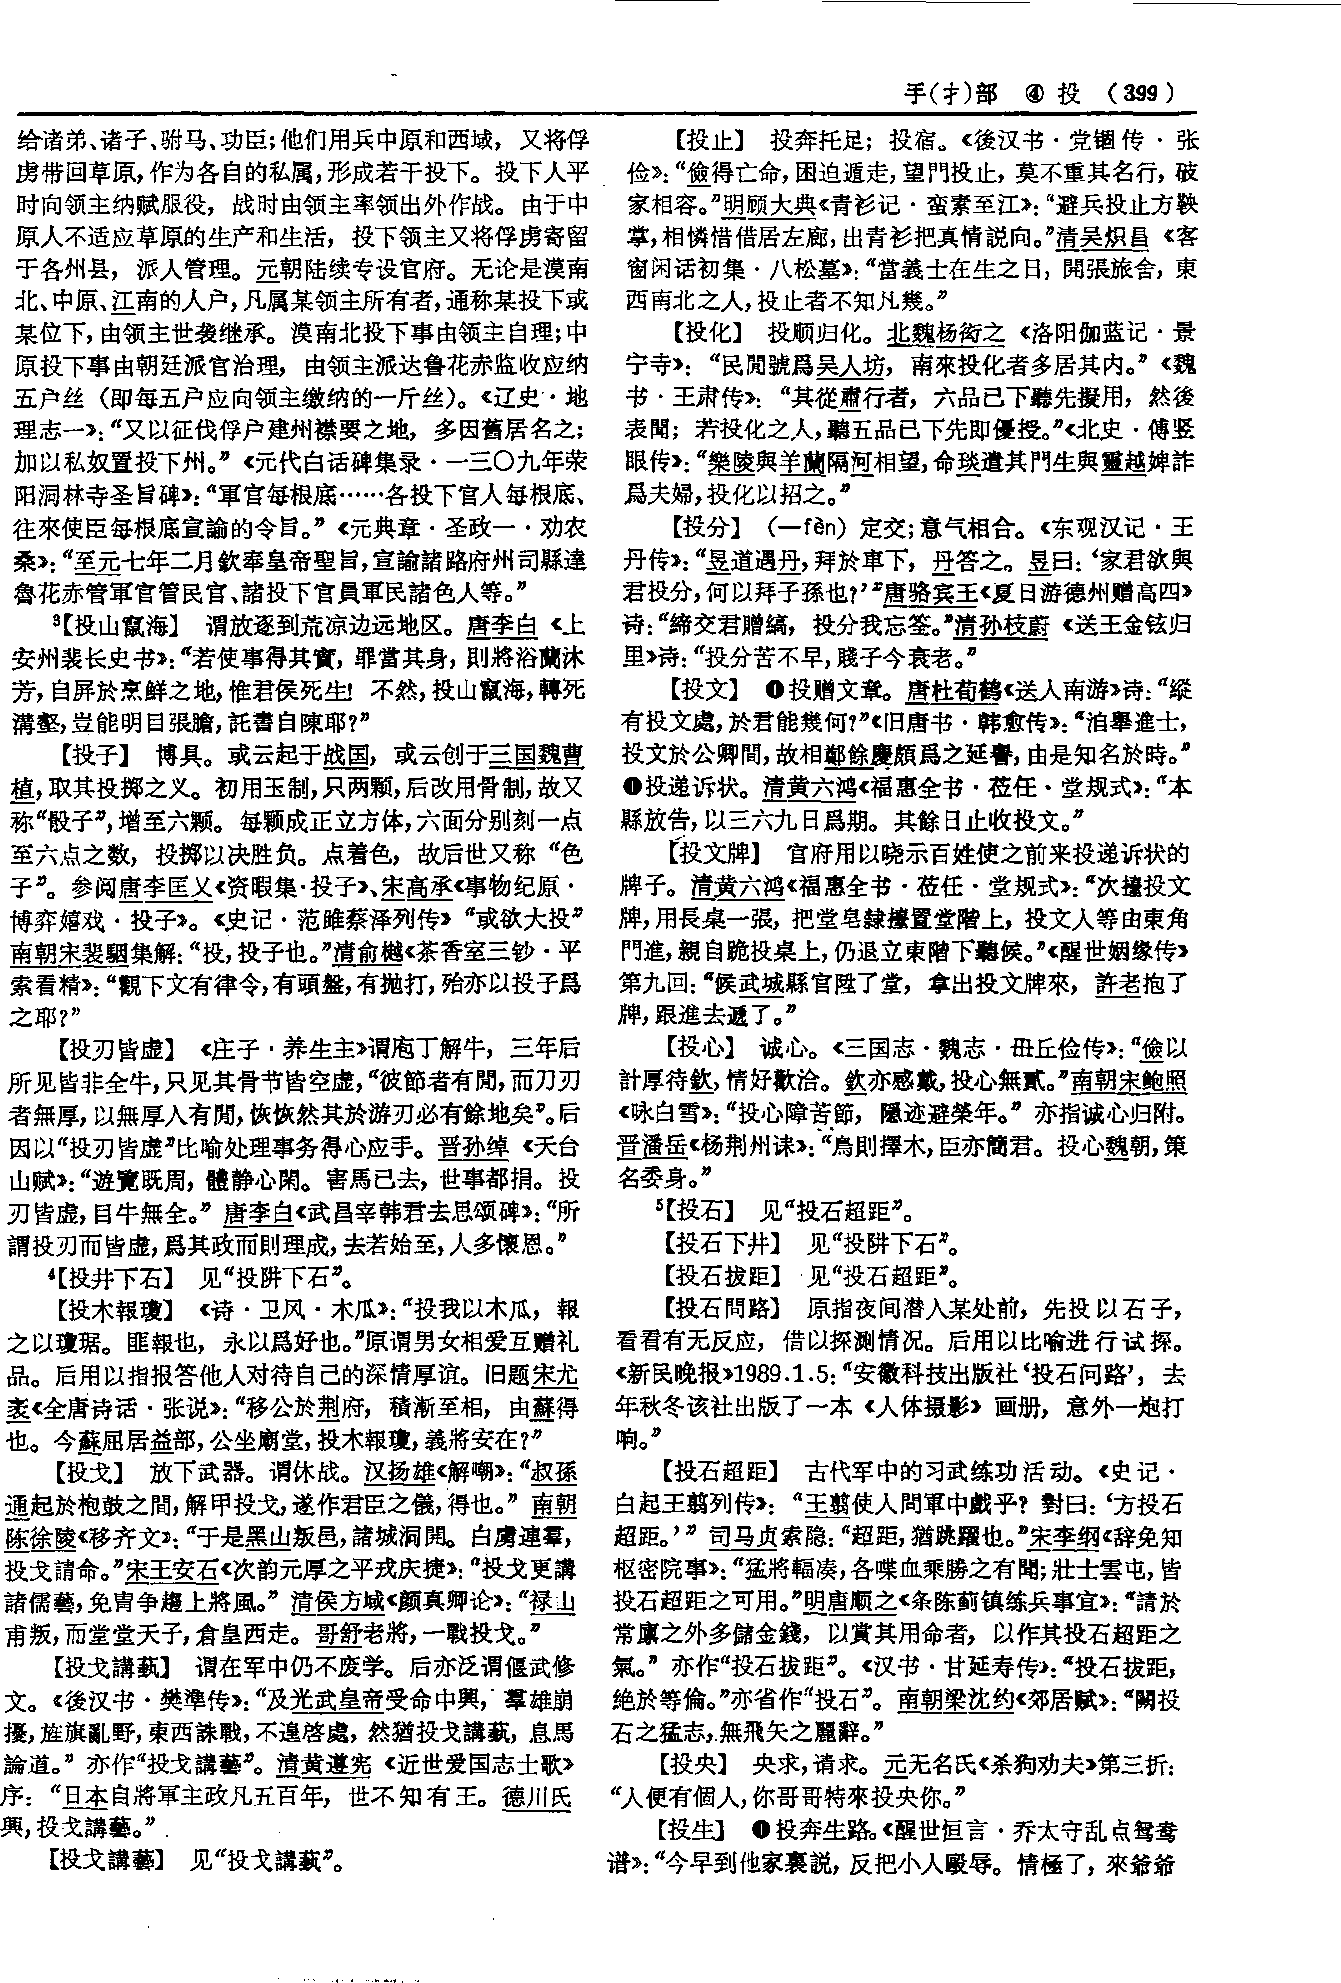 手(扌)部 ④ 投 (399)
给诸弟、诸子、驸马、功臣;他们用兵中原和西域, 又将俘
虏带回草原,作为各自的私属,形成若干投下。投下人平
时向领主纳赋服役, 战时由领主率领出外作战。由于中
原人不适应草原的生产和生活, 投下领主又将俘虏寄留
于各州县, 派人管理。元朝陆续专设官府。无论是漠南
北、中原、江南的人户,凡属某领主所有者,通称某投下或
某位下,由领主世袭继承。漠南北投下事由领主自理;中
原投下事由朝廷派官治理, 由领主派达鲁花赤监收应纳
五户丝(即每五户应向领主缴纳的一斤丝)。《辽史·地
理志一》:“又以征伐俘户建州襟要之地, 多因舊居名之;
加以私奴置投下州。”《元代白话碑集录·一三〇九年荥
阳洞林寺圣旨碑》:“軍官每根底……各投下官人每根底、
往來使臣每根底宣諭的令旨。”《元典章·圣政一·劝农
桑》:“至元七年二月欽奉皇帝聖旨,宣諭諸路府州司縣達
魯花赤管軍官管民官、諸投下官員軍民諸色人等。”
³【投山竄海】 谓放逐到荒凉边远地区。唐李白《上
安州裴长史书》:“若使事得其實, 罪當其身, 則將浴蘭沐
芳,自屏於烹鮮之地,惟君侯死生! 不然,投山竄海,轉死
溝壑,豈能明目張膽,託書自陳耶?”
【投子】 博具。或云起于战国, 或云创于三国魏曹
植,取其投掷之义。初用玉制,只两颗,后改用骨制,故又
称“骰子”,增至六颗。每颗成正立方体,六面分别刻一点
至六点之数, 投掷以决胜负。点着色, 故后世又称“色
子”。参阅唐李匡乂《资暇集·投子》、宋高承《事物纪原·
博弈嬉戏·投子》。《史记·范雎蔡泽列传》“或欲大投”
南朝宋裴駰集解:“投,投子也。”清俞樾《茶香室三钞·平
索看精》:“觀下文有律令,有頭盤,有抛打,殆亦以投子爲
之耶?”
【投刃皆虚】 《庄子·养生主》谓庖丁解牛, 三年后
所见皆非全牛,只见其骨节皆空虚,“彼節者有閒,而刀刃
者無厚,以無厚入有閒,恢恢然其於游刃必有餘地矣”。后
因以“投刃皆虚”比喻处理事务得心应手。晋孙绰《天台
山赋》:“遊覽既周, 體静心閑。害馬已去, 世事都捐。投
刃皆虚,目牛無全。”唐李白《武昌宰韩君去思颂碑》:“所
謂投刃而皆虚,爲其政而則理成,去若始至,人多懷恩。”
⁴【投井下石】 见“投阱下石”。
【投木報瓊】 《诗·卫风·木瓜》:“投我以木瓜, 報
之以瓊琚。匪報也, 永以爲好也。”原谓男女相爱互赠礼
品。后用以指报答他人对待自己的深情厚谊。旧题宋尤
袤《全唐诗话·张说》:“移公於荆府, 積漸至相, 由蘇得
也。今蘇屈居益部,公坐廟堂,投木報瓊,義將安在?”
【投戈】 放下武器。谓休战。汉扬雄《解嘲》:“叔孫
通起於枹鼓之間,解甲投戈,遂作君臣之儀,得也。”南朝
陈徐陵《移齐文》:“于是黑山叛邑,諸城洞開。白虜連羣,
投戈請命。”宋王安石《次韵元厚之平戎庆捷》:“投戈更講
諸儒藝,免胄争趨上將風。”清侯方域《颜真卿论》:“禄山
甫叛,而堂堂天子,倉皇西走。哥舒老將,一戰投戈。”
【投戈講蓺】 谓在军中仍不废学。后亦泛谓偃武修
文。《後汉书·樊準传》:“及光武皇帝受命中興, 羣雄崩
擾,旌旗亂野,東西誅戰,不遑啓處,然猶投戈講蓺,息馬
論道。”亦作“投戈講藝”。清黄遵宪《近世爱国志士歌》
序: “日本自將軍主政凡五百年, 世不知有王。德川氏
興,投戈講藝。”
【投戈講藝】 见“投戈講蓺”。
【投止】 投奔托足; 投宿。《後汉书·党锢传·张
俭》:“儉得亡命,困迫遁走,望門投止,莫不重其名行,破
家相容。”明顾大典《青衫记·蛮素至江》:“避兵投止方鞅
掌,相憐惜借居左廊,出青衫把真情説向。”清吴炽昌《客
窗闲话初集·八松墓》:“當義士在生之日, 開張旅舍, 東
西南北之人,投止者不知凡幾。”
【投化】 投顺归化。北魏杨衒之《洛阳伽蓝记·景
宁寺》: “民閒號爲吴人坊, 南來投化者多居其内。”《魏
书·王肃传》: “其從肅行者, 六品已下聽先擬用, 然後
表聞; 若投化之人,聽五品已下先即優授。”《北史·傅竖
眼传》:“樂陵與羊蘭隔河相望,命琰遣其門生與靈越婢詐
爲夫婦,投化以招之。”
【投分】 (—fèn) 定交;意气相合。《东观汉记·王
丹传》:“昱道遇丹,拜於車下, 丹答之。昱曰:‘家君欲與
君投分,何以拜子孫也?’”唐骆宾王《夏日游德州赠高四》
诗:“締交君贈縞, 投分我忘筌。”清孙枝蔚《送王金铉归
里》诗:“投分苦不早,賤子今衰老。”
【投文】 ❶投赠文章。唐杜荀鹤《送人南游》诗:“縱
有投文處,於君能幾何?”《旧唐书·韩愈传》:“洎舉進士,
投文於公卿間,故相鄭餘慶頗爲之延譽,由是知名於時。”
❶投递诉状。清黄六鸿《福惠全书·莅任·堂规式》:“本
縣放告,以三六九日爲期。其餘日止收投文。”
【投文牌】 官府用以晓示百姓使之前来投递诉状的
牌子。清黄六鸿《福惠全书·莅任·堂规式》:“次擡投文
牌,用長桌一張, 把堂皂隸擡置堂階上, 投文人等由東角
門進,親自跪投桌上,仍退立東階下聽候。”《醒世姻缘传》
第九回:“候武城縣官陞了堂, 拿出投文牌來, 許老抱了
牌,跟進去遞了。”
【投心】 诚心。《三国志·魏志·毌丘俭传》:“儉以
計厚待欽,情好歡洽。欽亦感戴,投心無貳。”南朝宋鲍照
《咏白雪》:“投心障苦節, 隱迹避榮年。”亦指诚心归附。
晋潘岳《杨荆州诔》:“鳥則擇木,臣亦簡君。投心魏朝,策
名委身。”
⁵【投石】 见“投石超距”。
【投石下井】 见“投阱下石”。
【投石拔距】 见“投石超距”。
【投石問路】 原指夜间潜入某处前, 先投以石子,
看看有无反应, 借以探测情况。后用以比喻进行试探。
《新民晚报》1989.1.5:“安徽科技出版社‘投石问路’, 去
年秋冬该社出版了一本《人体摄影》画册, 意外一炮打
响。”
【投石超距】 古代军中的习武练功活动。《史记·
白起王翦列传》: “王翦使人問軍中戲乎? 對曰:‘方投石
超距。’”司马贞索隐:“超距,猶跳躍也。”宋李纲《辞免知
枢密院事》:“猛將輻凑,各喋血乘勝之有聞;壯士雲屯,皆
投石超距之可用。”明唐顺之《条陈蓟镇练兵事宜》:“請於
常廪之外多儲金錢, 以賞其用命者, 以作其投石超距之
氣。”亦作“投石拔距”。《汉书·甘延寿传》:“投石拔距,
絶於等倫。”亦省作“投石”。南朝梁沈约《郊居赋》:“闕投
石之猛志,無飛矢之麗辭。”
【投央】 央求,请求。元无名氏《杀狗劝夫》第三折:
“人便有個人,你哥哥特來投央你。”
【投生】 ❶投奔生路。《醒世恒言·乔太守乱点鸳鸯
谱》:“今早到他家裏説, 反把小人毆辱。情極了, 來爺爺